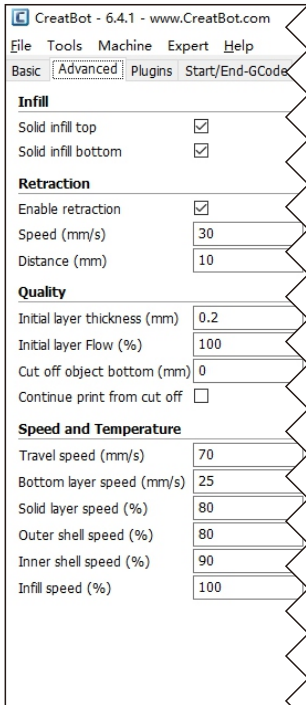 CreatBot - 6.4.1 - www.CreatBot.com
File Tools Machine Expert Help
Basic Advanced Plugins Start/End-GCode
Infill
Solid infill top
Solid infill bottom
Retraction
Enable retraction
Speed (mm/s) 30
Distance (mm) 10
Quality
Initial layer thickness (mm) 0.2
Initial layer Flow (%) 100
Cut off object bottom (mm) 0
Continue print from cut off
Speed and Temperature
Travel speed (mm/s) 70
Bottom layer speed (mm/s) 25
Solid layer speed (%) 80
Outer shell speed (%) 80
Inner shell speed (%) 90
Infill speed (%) 100